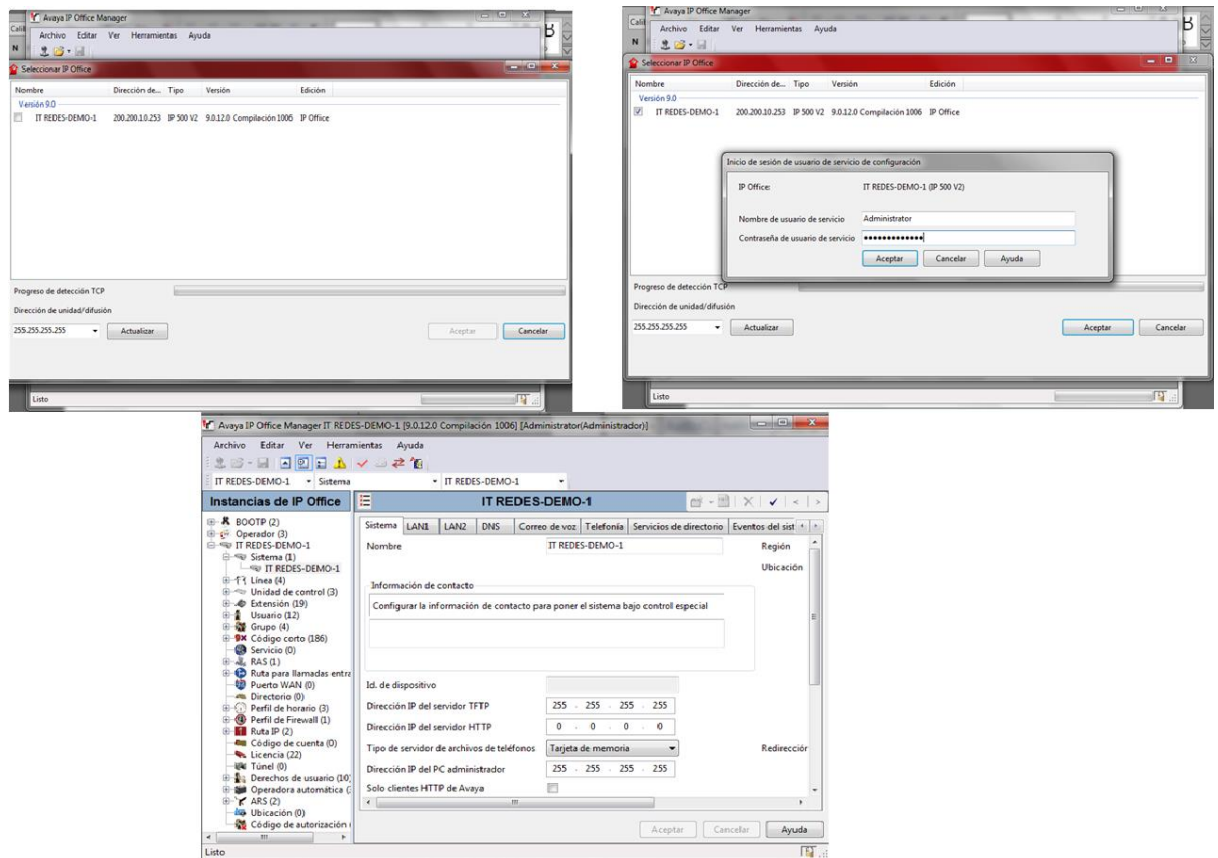 Avaya IP Office Manager
Archivo Editar Ver Herramientas Ayuda
Seleccionar IP Office
Nombre Dirección de... Tipo Versión Edición
Versión 9.0
IT REDES-DEMO-1 200.200.10.253 IP 500 V2 9.0.12.0 Compilación 1006 IP Office
Progreso de detección TCP
Dirección de unidad/difusión
255.255.255.255 Actualizar Aceptar Cancelar
Listo
Avaya IP Office Manager
Archivo Editar Ver Herramientas Ayuda
Seleccionar IP Office
Nombre Dirección de... Tipo Versión Edición
Versión 9.0
IT REDES-DEMO-1 200.200.10.253 IP 500 V2 9.0.12.0 Compilación 1006 IP Office
Inicio de sesión de usuario de servicio de configuración
IP Office: IT REDES-DEMO-1 (IP 500 V2)
Nombre de usuario de servicio Administrator
Contraseña de usuario de servicio •••••••••••••
Aceptar Cancelar Ayuda
Progreso de detección TCP
Dirección de unidad/difusión
255.255.255.255 Actualizar Aceptar Cancelar
Listo
Avaya IP Office Manager IT REDES-DEMO-1 [9.0.12.0 Compilación 1006] [Administrator(Administrador)]
Archivo Editar Ver Herramientas Ayuda
IT REDES-DEMO-1 Sistema IT REDES-DEMO-1
Instancias de IP Office
BOOTP (2)
Operador (3)
IT REDES-DEMO-1
Sistema (1)
IT REDES-DEMO-1
Línea (4)
Unidad de control (3)
Extensión (19)
Usuario (12)
Grupo (4)
Código corto (186)
Servicio (0)
RAS (1)
Ruta para llamadas entra
Puerto WAN (0)
Directorio (0)
Perfil de horario (3)
Perfil de Firewall (1)
Ruta IP (2)
Código de cuenta (0)
Licencia (22)
Túnel (0)
Derechos de usuario (10)
Operadora automática (
ARS (2)
Ubicación (0)
Código de autorización (
IT REDES-DEMO-1
Sistema LAN1 LAN2 DNS Correo de voz Telefonía Servicios de directorio Eventos del sist
Nombre IT REDES-DEMO-1 Región
Ubicación
Información de contacto
Configurar la información de contacto para poner el sistema bajo control especial
Id. de dispositivo
Dirección IP del servidor TFTP 255 . 255 . 255 . 255
Dirección IP del servidor HTTP 0 . 0 . 0 . 0
Tipo de servidor de archivos de teléfonos Tarjeta de memoria Redirección
Dirección IP del PC administrador 255 . 255 . 255 . 255
Solo clientes HTTP de Avaya
Aceptar Cancelar Ayuda
Listo